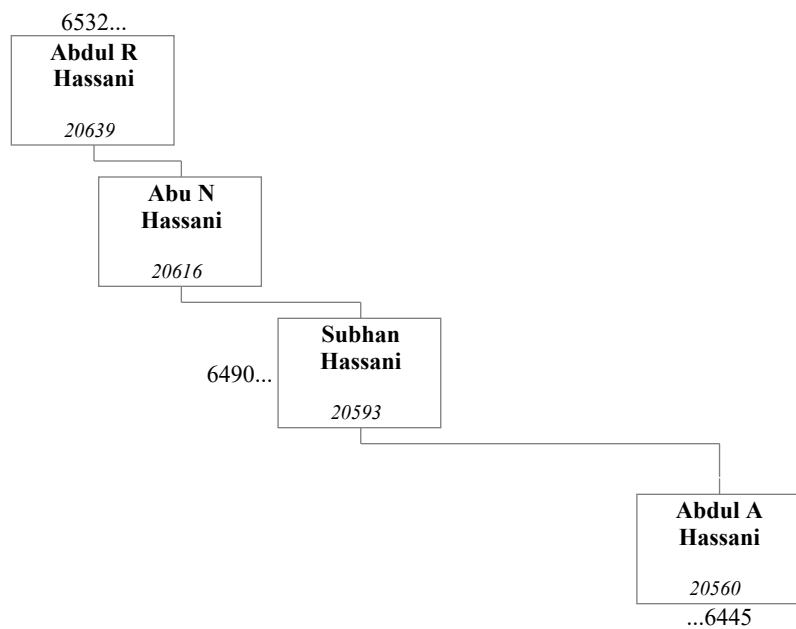 6532...
Abdul R
Hassani
20639
Abu N
Hassani
20616
Subhan
Hassani
6490...
20593
Abdul A
Hassani
20560
...6445